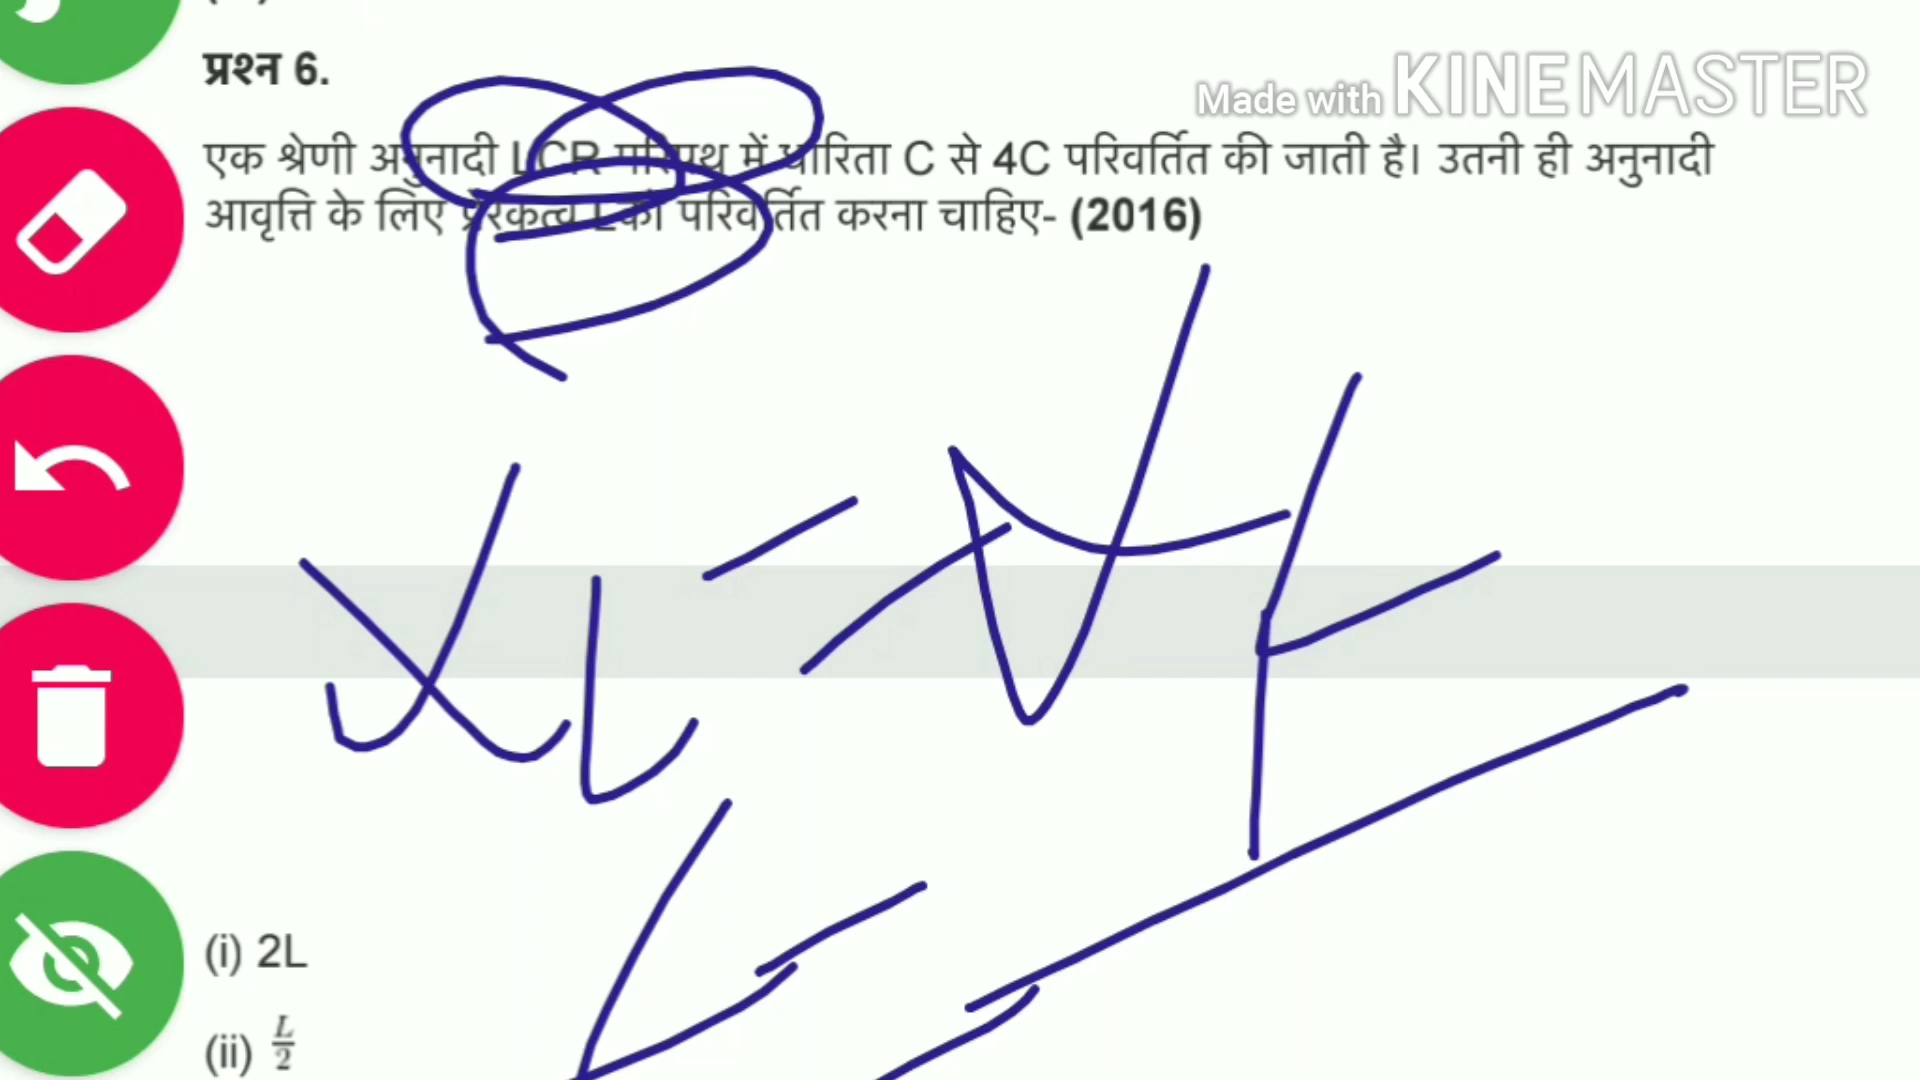 प्रश्न 6.
Made with KINEMASTER
एक श्रेणी अनुनादी LCR परिपथ में धारिता C से 4C परिवर्तित की जाती है। उतनी ही अनुनादी
आवृत्ति के लिए प्रेरकत्व L को परिवर्तित करना चाहिए- (2016)
XL = X
(i) 2L
(ii) L/2